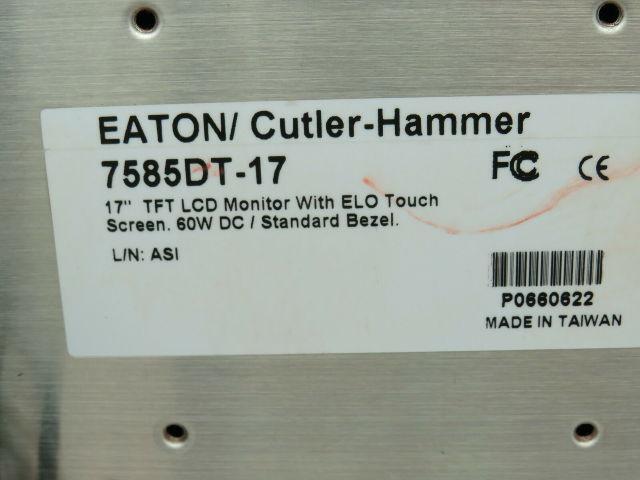 EATON/ Cutler-Hammer
7585DT-17
17" TFT LCD Monitor With ELO Touch
Screen. 60W DC / Standard Bezel.
L/N: ASI
FC CE
P0660622
MADE IN TAIWAN